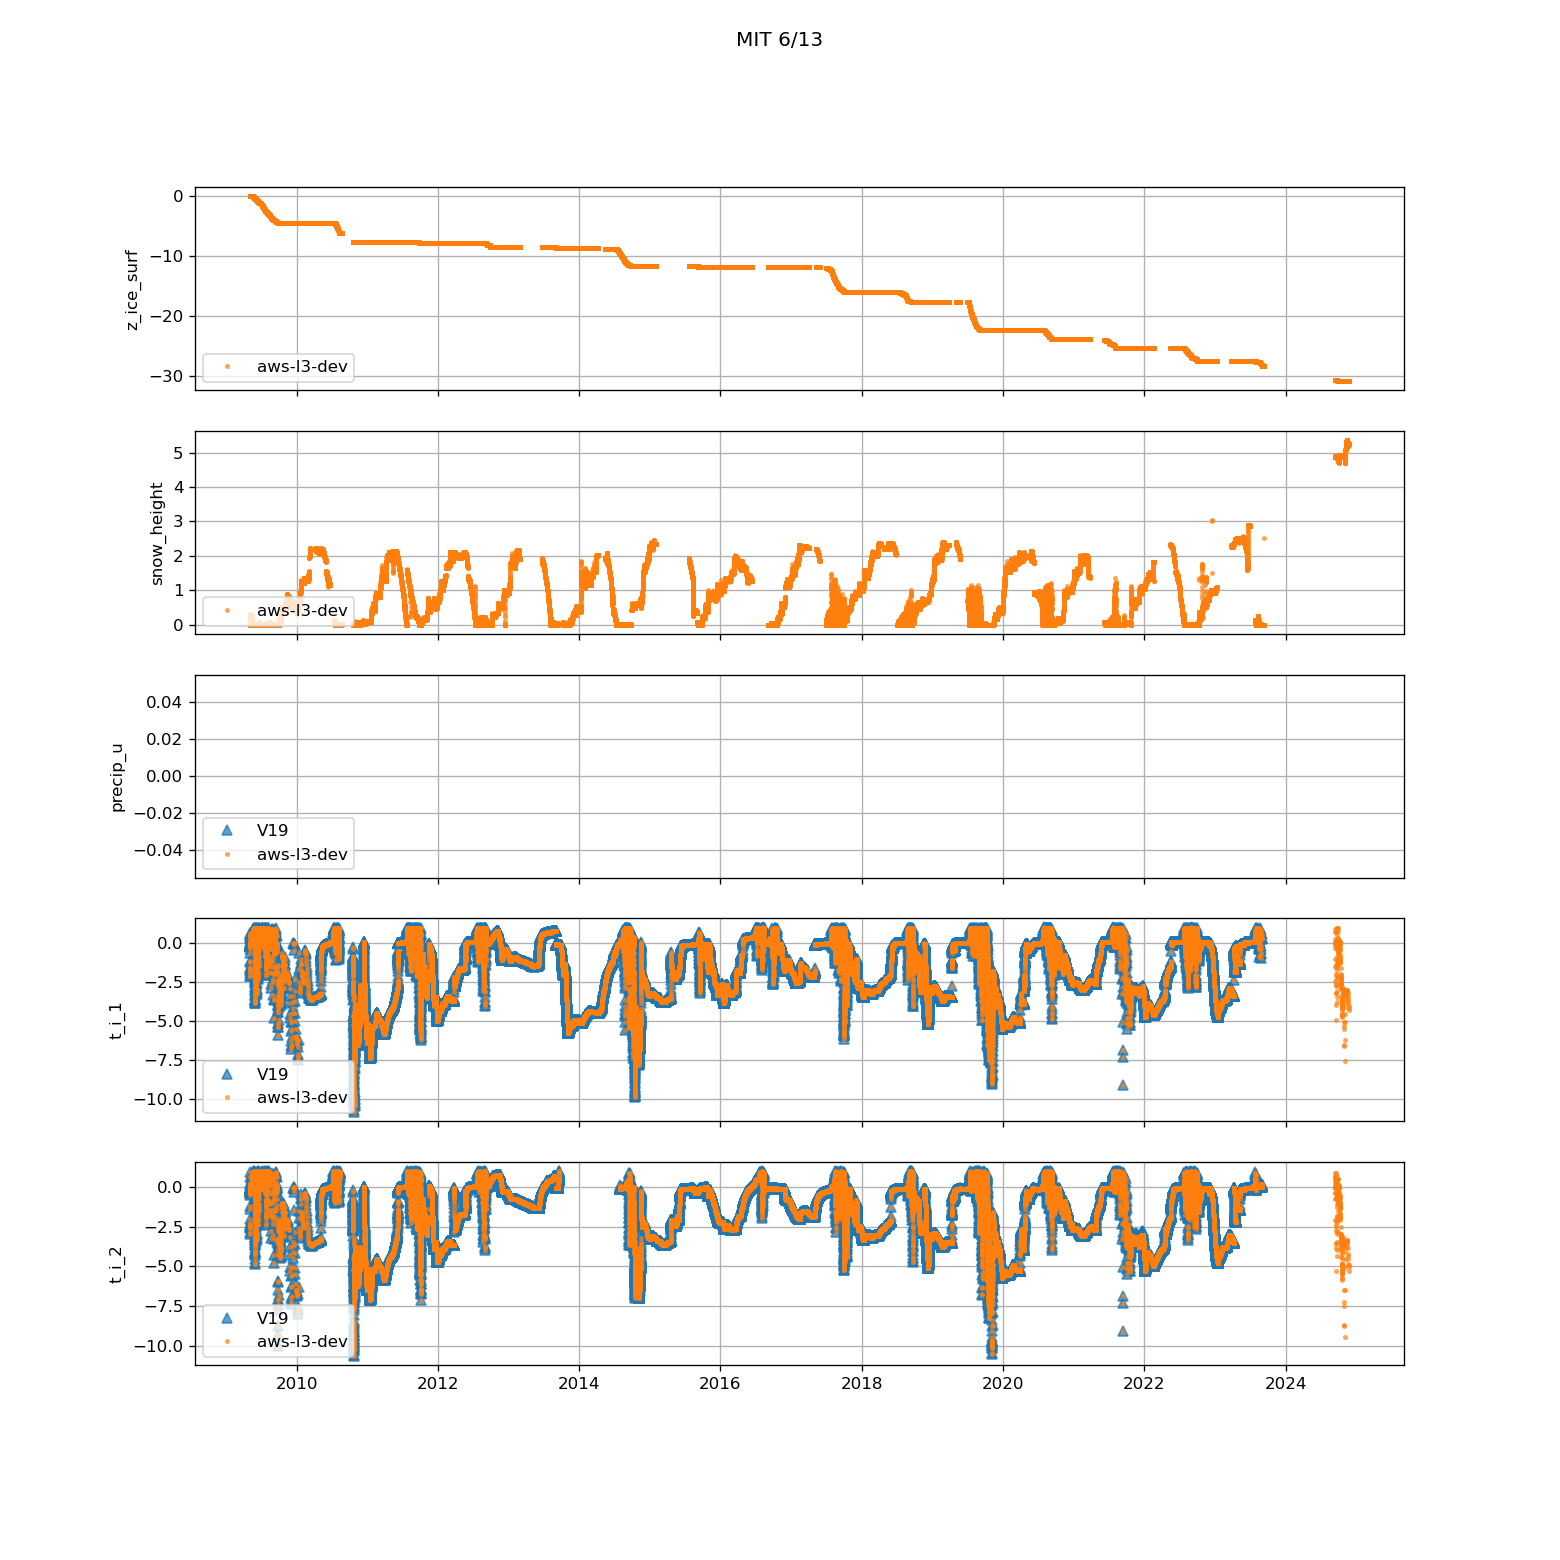 MIT 6/13
0
−10
−20
−30
z_ice_surf
aws-l3-dev
5
4
3
2
1
0
snow_height
aws-l3-dev
0.04
0.02
0.00
−0.02
−0.04
precip_u
V19
aws-l3-dev
0.0
−2.5
−5.0
−7.5
−10.0
t_i_1
V19
aws-l3-dev
0.0
−2.5
−5.0
−7.5
−10.0
t_i_2
V19
aws-l3-dev
2010 2012 2014 2016 2018 2020 2022 2024